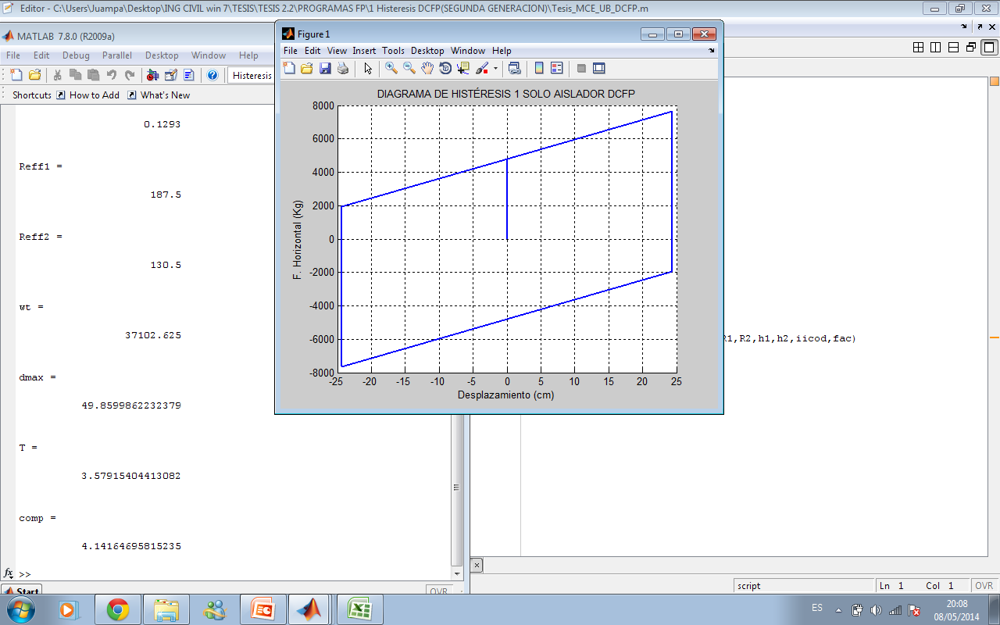 Editor - C:\Users\Juampa\Desktop\ING CIVIL win 7\TESIS\TESIS 2.2\PROGRAMAS FP\1 Histeresis DCFP(SEGUNDA GENERACION)\Tesis_MCE_UB_DCFP.m
MATLAB 7.8.0 (R2009a)
File Edit Debug Parallel Desktop Window Help
Histeresis
Shortcuts How to Add What's New
0.1293
Reff1 =
187.5
Reff2 =
130.5
wt =
37102.625
dmax =
49.8599862232379
T =
3.57915404413082
comp =
4.14164695815235
fx >>
Start
OVR
Figure 1
File Edit View Insert Tools Desktop Window Help
DIAGRAMA DE HISTÉRESIS 1 SOLO AISLADOR DCFP
8000
6000
4000
2000
0
-2000
-4000
-6000
-8000
F. Horizontal (Kg)
-25 -20 -15 -10 -5 0 5 10 15 20 25
Desplazamiento (cm)
R1,R2,h1,h2,iicod,fac)
script Ln 1 Col 1 OVR
ES
20:08
08/05/2014